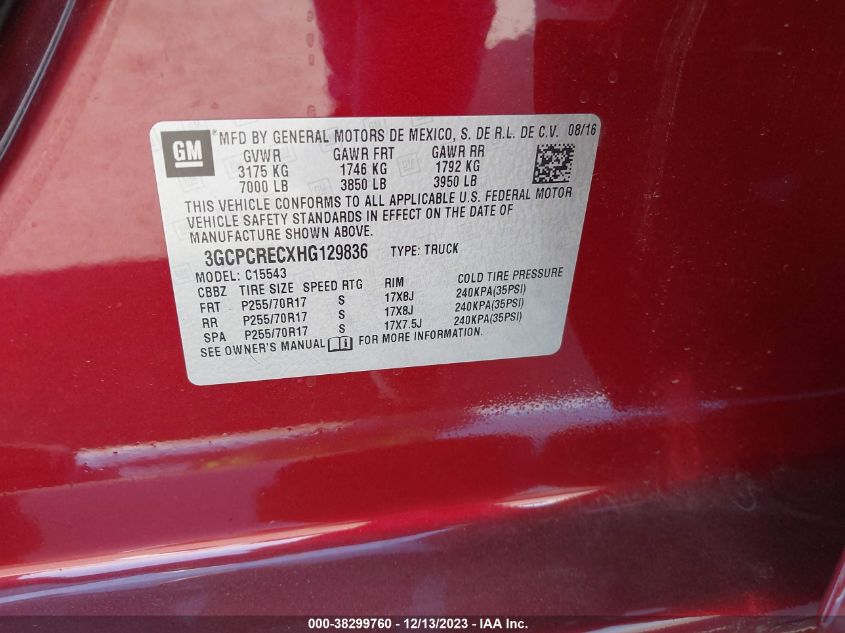 GM
*MFD BY GENERAL MOTORS DE MEXICO, S. DE R.L. DE C.V. 08/16
GVWR GAWR FRT GAWR RR
3175 KG 1746 KG 1792 KG
7000 LB 3850 LB 3950 LB
THIS VEHICLE CONFORMS TO ALL APPLICABLE U.S. FEDERAL MOTOR
VEHICLE SAFETY STANDARDS IN EFFECT ON THE DATE OF
MANUFACTURE SHOWN ABOVE.
3GCPCRECXHG129836 TYPE: TRUCK
MODEL: C15543
CBBZ TIRE SIZE SPEED RTG RIM COLD TIRE PRESSURE
FRT P255/70R17 S 17X8J 240KPA(35PSI)
RR P255/70R17 S 17X8J 240KPA(35PSI)
SPA P255/70R17 S 17X7.5J 240KPA(35PSI)
SEE OWNER'S MANUAL FOR MORE INFORMATION.
000-38299760 - 12/13/2023 - IAA Inc.